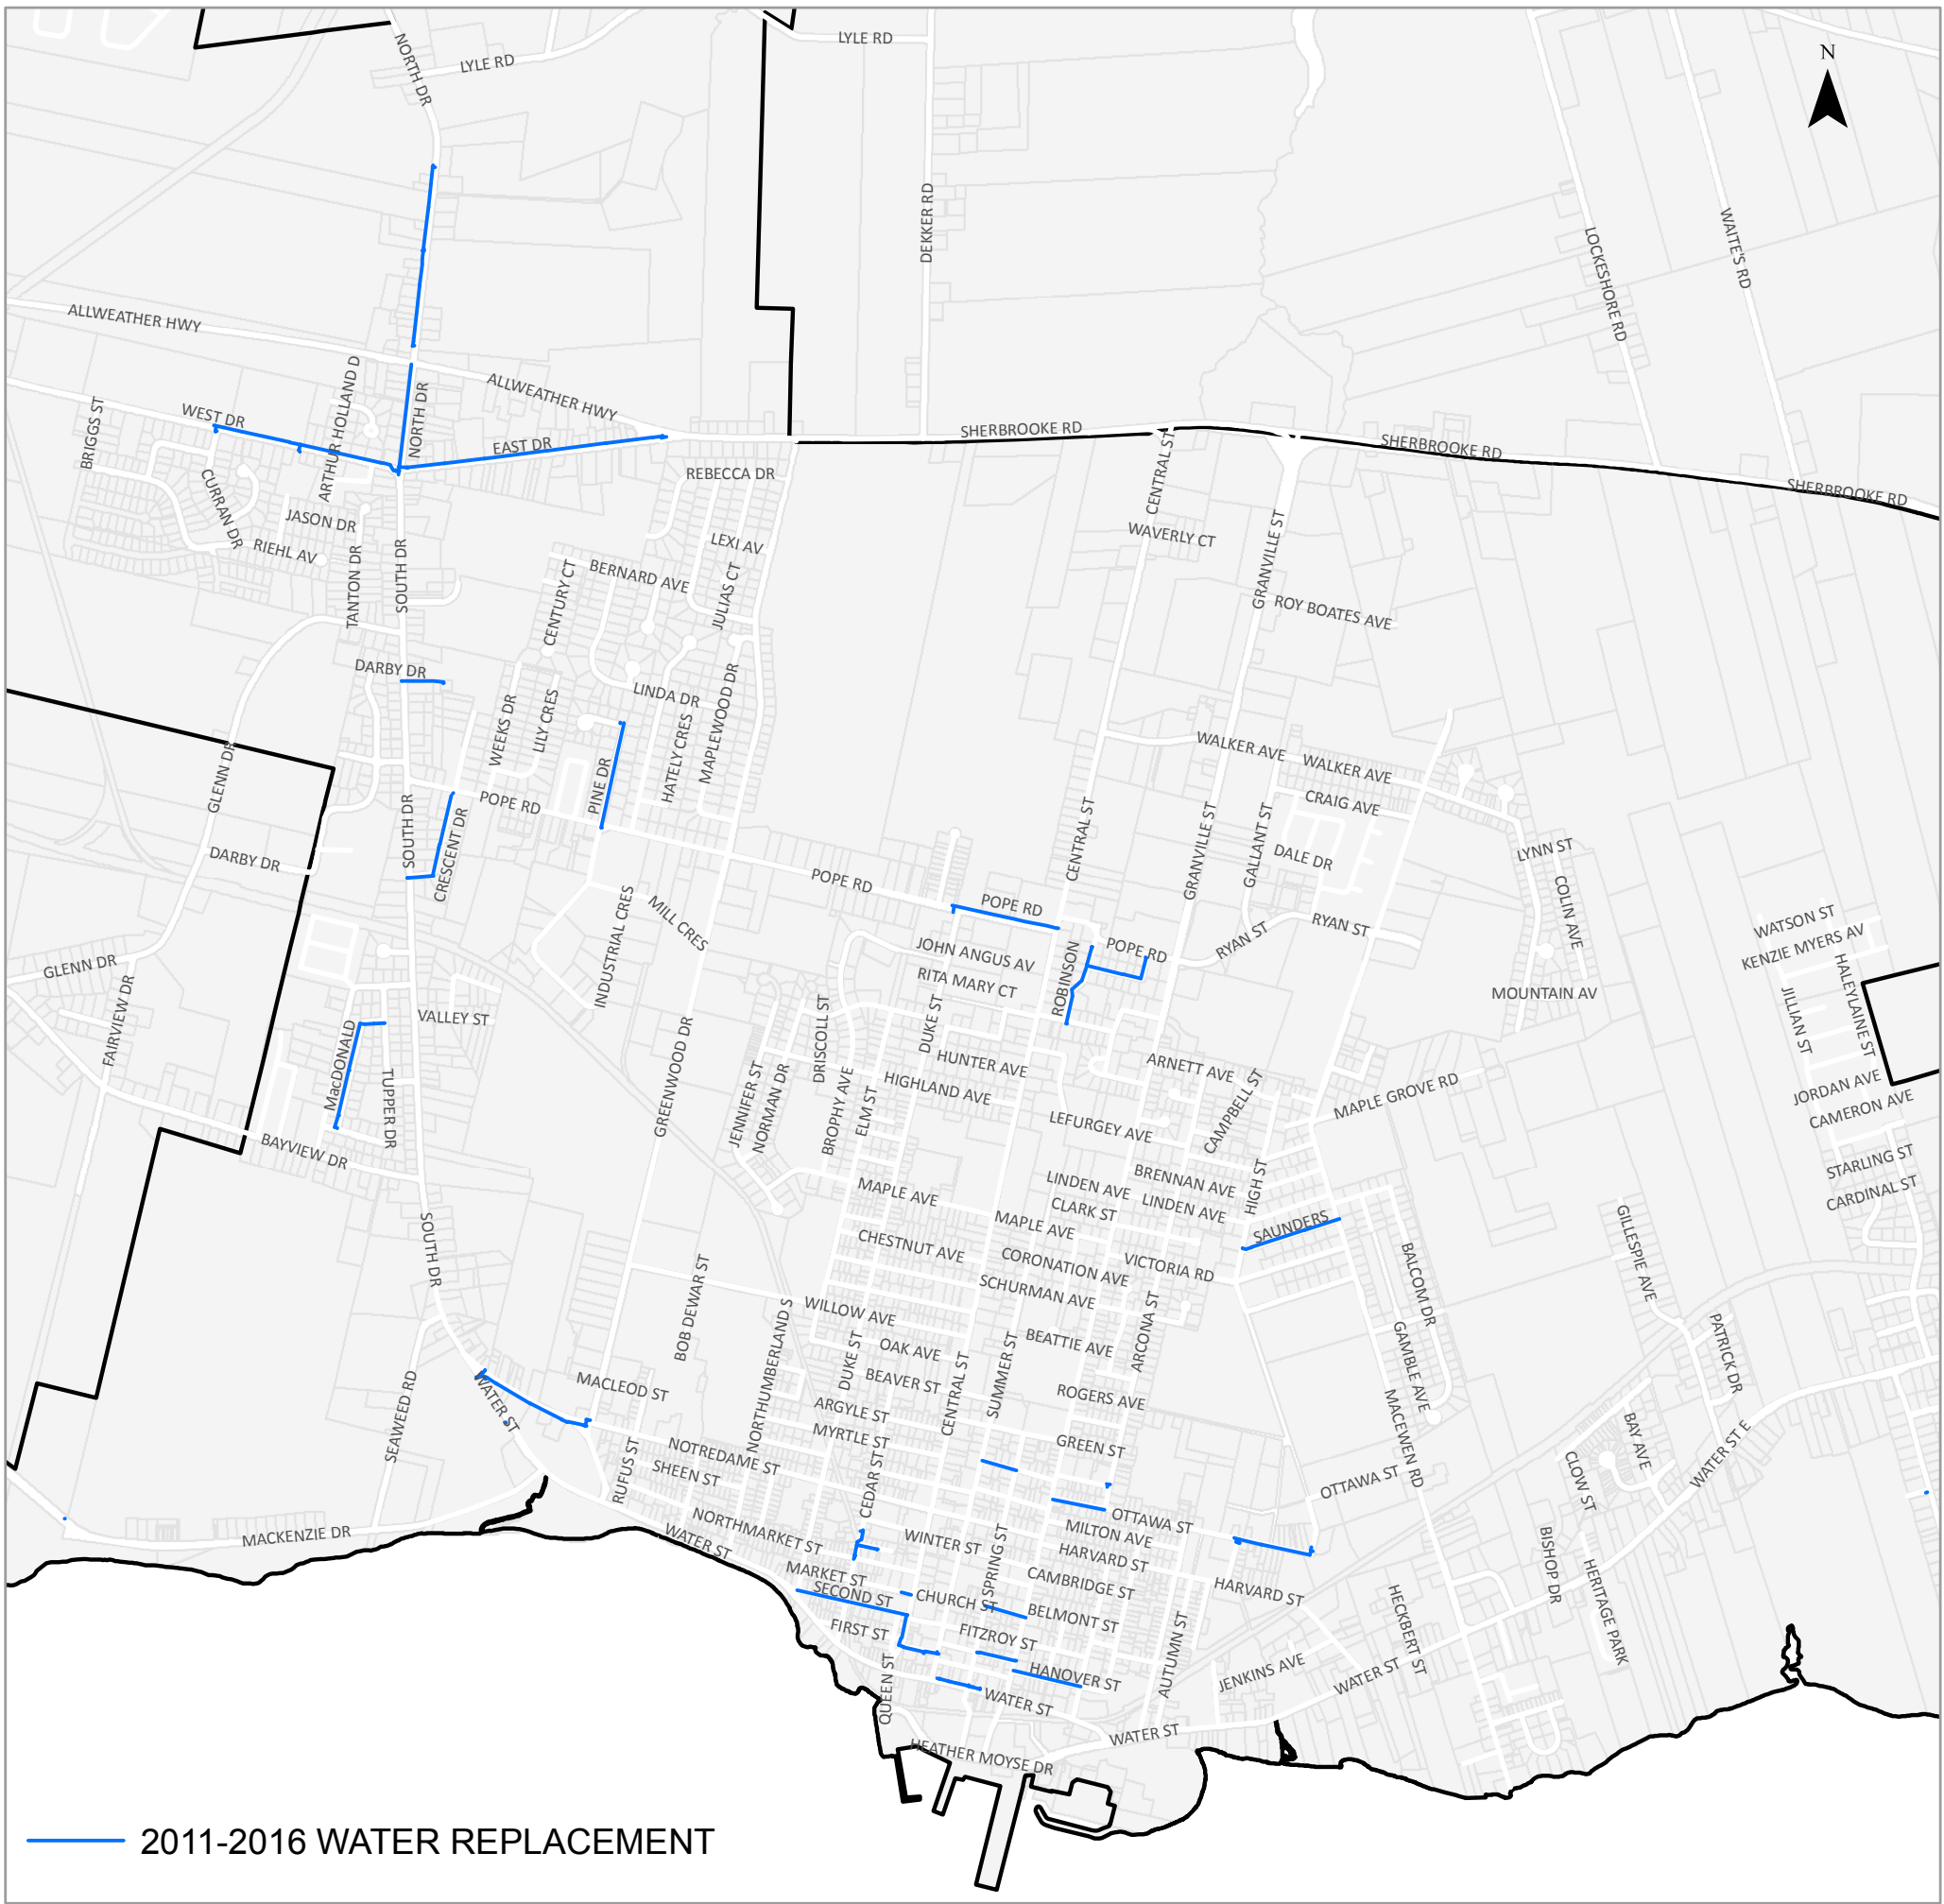 NORTH DR
LYLE RD
LYLE RD
N
DEKKER RD
LOCKESHORE RD
WAITE'S RD
ALLWEATHER HWY
ALLWEATHER HWY
ARTHUR HOLLAND D
NORTH DR
WEST DR
BRIGGS ST
EAST DR
SHERBROOKE RD
SHERBROOKE RD
SHERBROOKE RD
REBECCA DR
CENTRAL ST
CURRAN DR
JASON DR
RIEHL AV
TANTON DR
SOUTH DR
LEXI AV
WAVERLY CT
GRANVILLE ST
BERNARD AVE
CENTURY CT
JULIAS CT
ROY BOATES AVE
DARBY DR
LINDA DR
MAPLEWOOD DR
WEEKS DR
LILY CRES
HATELY CRES
GLENN DR
PINE DR
POPE RD
WALKER AVE
WALKER AVE
CRAIG AVE
SOUTH DR
CRESCENT DR
CENTRAL ST
GRANVILLE ST
GALLANT ST
DALE DR
LYNN ST
DARBY DR
POPE RD
POPE RD
COLIN AVE
INDUSTRIAL CRES
MILL CRES
POPE RD
RYAN ST
RYAN ST
WATSON ST
KENZIE MYERS AV
JOHN ANGUS AV
RITA MARY CT
ROBINSON
GLENN DR
FAIRVIEW DR
MOUNTAIN AV
HALEYLAINE ST
JILLIAN ST
VALLEY ST
DUKE ST
DRISCOLL ST
MacDONALD
TUPPER DR
GREENWOOD DR
HUNTER AVE
HIGHLAND AVE
ARNETT AVE
CAMPBELL ST
MAPLE GROVE RD
JORDAN AVE
CAMERON AVE
JENNIFER ST
NORMAN DR
BROPHY AVE
ELM ST
LEFURGEY AVE
BAYVIEW DR
STARLING ST
CARDINAL ST
BRENNAN AVE
HIGH ST
LINDEN AVE
LINDEN AVE
MAPLE AVE
CLARK ST
MAPLE AVE
SAUNDERS
SOUTH DR
GILLESPIE AVE
CHESTNUT AVE
CORONATION AVE
VICTORIA RD
SCHURMAN AVE
BALCOM DR
BOB DEWAR ST
WILLOW AVE
NORTHUMBERLAND S
OAK AVE
BEATTIE AVE
ARCONA ST
DUKE ST
SUMMER ST
GAMBLE AVE
PATRICK DR
BEAVER ST
CENTRAL ST
ROGERS AVE
MACLEOD ST
SEAWEED RD
WATER ST
ARGYLE ST
MYRTLE ST
GREEN ST
MACEWEN RD
BAY AVE
WATER ST E
NOTREDAME ST
SHEEN ST
RUFUS ST
CEDAR ST
OTTAWA ST
CLOW ST
NORTHMARKET ST
OTTAWA ST
MILTON AVE
MACKENZIE DR
WATER ST
WINTER ST
HARVARD ST
BISHOP DR
MARKET ST
SECOND ST
CHURCH ST
SPRING ST
CAMBRIDGE ST
HARVARD ST
HERITAGE PARK
HECKBERT ST
BELMONT ST
FIRST ST
FITZROY ST
AUTUMN ST
HANOVER ST
JENKINS AVE
WATER ST
QUEEN ST
WATER ST
WATER ST
HEATHER MOYSE DR
2011-2016 WATER REPLACEMENT